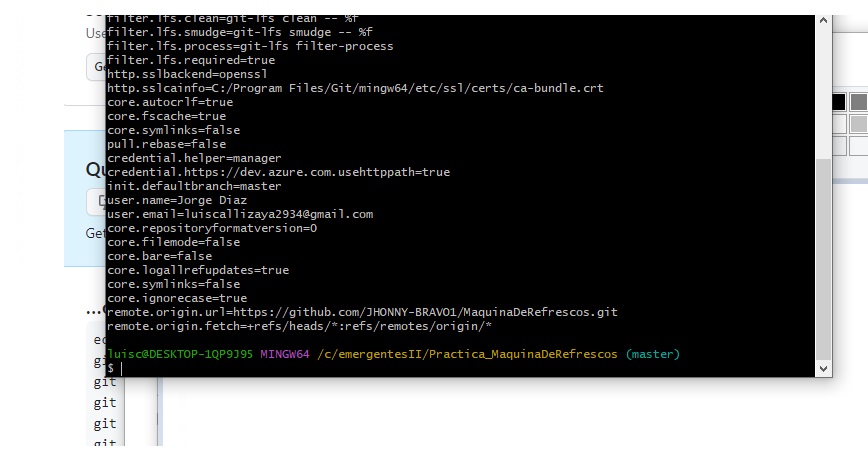 filter.lfs.clean=git-lfs clean -- %f
Use
filter.lfs.smudge=git-lfs smudge -- %f
filter.lfs.process=git-lfs filter-process
filter.lfs.required=true
http.sslbackend=openssl
http.sslcainfo=C:/Program Files/Git/mingw64/etc/ssl/certs/ca-bundle.crt
core.autocrlf=true
core.fscache=true
core.symlinks=false
pull.rebase=false
credential.helper=manager
credential.https://dev.azure.com.usehttppath=true
init.defaultbranch=master
user.name=Jorge Diaz
user.email=luiscallizaya2934@gmail.com
core.repositoryformatversion=0
core.filemode=false
core.bare=false
core.logallrefupdates=true
core.symlinks=false
core.ignorecase=true
remote.origin.url=https://github.com/JHONNY-BRAVO1/MaquinaDeRefrescos.git
remote.origin.fetch=+refs/heads/*:refs/remotes/origin/*
luisc@DESKTOP-1QP9J95 MINGW64 /c/emergentesII/Practica_MaquinaDeRefrescos (master)
$
git
git
git
git